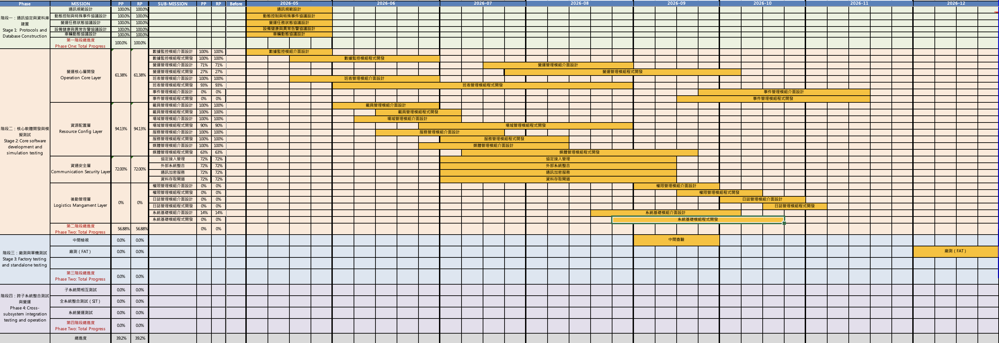 Phase MISSION PP RP SUB-MISSION PP RP Before 2026-05 2026-06 2026-07 2026-08 2026-09 2026-10 2026-11 2026-12
階段一：通訊協定與資料庫
建置
Stage 1: Protocols and
Database Construction
通訊規範設計 100.0% 100.0% 通訊規範設計
動態控制與特殊事件協議設計 100.0% 100.0% 動態控制與特殊事件協議設計
營運任務狀態協議設計 100.0% 100.0% 營運任務狀態協議設計
設備健康與異常告警協議設計 100.0% 100.0% 設備健康與異常告警協議設計
車輛動態協議設計 100.0% 100.0% 車輛動態協議設計
第一階段總進度
Phase One: Total Progress
100.0% 100.0%
階段二：核心軟體開發與模
擬測試
Stage 2: Core software
development and
simulation testing
營運核心層開發
Operation Core Layer
61.38% 61.38%
數據監控模組介面設計 100% 100% 數據監控模組介面設計
數據監控模組程式開發 100% 100% 數據監控模組程式開發
營運管理模組介面設計 71% 71% 營運管理模組介面設計
營運管理模組程式開發 27% 27% 營運管理模組程式開發
班表管理模組介面設計 100% 100% 班表管理模組介面設計
班表管理模組程式開發 93% 93% 班表管理模組程式開發
事件管理模組介面設計 0% 0% 事件管理模組介面設計
事件管理模組程式開發 0% 0% 事件管理模組程式開發
資源配置層
Resource Config Layer
94.13% 94.13%
載具管理模組介面設計 100% 100% 載具管理模組介面設計
載具管理模組程式開發 100% 100% 載具管理模組程式開發
場域管理模組介面設計 100% 100% 場域管理模組介面設計
場域管理模組程式開發 90% 90% 場域管理模組程式開發
服務管理模組介面設計 100% 100% 服務管理模組介面設計
服務管理模組程式開發 100% 100% 服務管理模組程式開發
媒體管理模組介面設計 100% 100% 媒體管理模組介面設計
媒體管理模組程式開發 63% 63% 媒體管理模組程式開發
資通安全層
Communication Security Layer
72.00% 72.00%
協定接入管理 72% 72% 協定接入管理
外部系統整合 72% 72% 外部系統整合
通訊加密服務 72% 72% 通訊加密服務
資料存取閘道 72% 72% 資料存取閘道
後勤管理層
Logistics Mangament Layer
0% 0%
權限管理模組介面設計 0% 0% 權限管理模組介面設計
權限管理模組程式開發 0% 0% 權限管理模組程式開發
日誌管理模組介面設計 0% 0% 日誌管理模組介面設計
日誌管理模組程式開發 0% 0% 日誌管理模組程式開發
系統基礎模組介面設計 14% 14% 系統基礎模組介面設計
系統基礎模組程式開發 0% 0% 系統基礎模組程式開發
第二階段總進度
Phase Two: Total Progress
56.88% 56.88% 0% 0%
階段三：廠測與單機測試
Stage 3: Factory testing
and standalone testing
中間檢視 0.0% 0.0% 中間查驗
廠測（FAT） 0.0% 0.0% 廠測（FAT）
第三階段總進度
Phase Two: Total Progress
0.0% 0.0%
階段四：跨子系統整合測試
與營運
Phase 4: Cross-
subsystem integration
testing and operation
子系統間相互測試 0.0% 0.0%
全系統整合測試（SIT） 0.0% 0.0%
系統營運測試 0.0% 0.0%
第四階段總進度
Phase Two: Total Progress
0.0% 0.0%
總進度 39.2% 39.2%